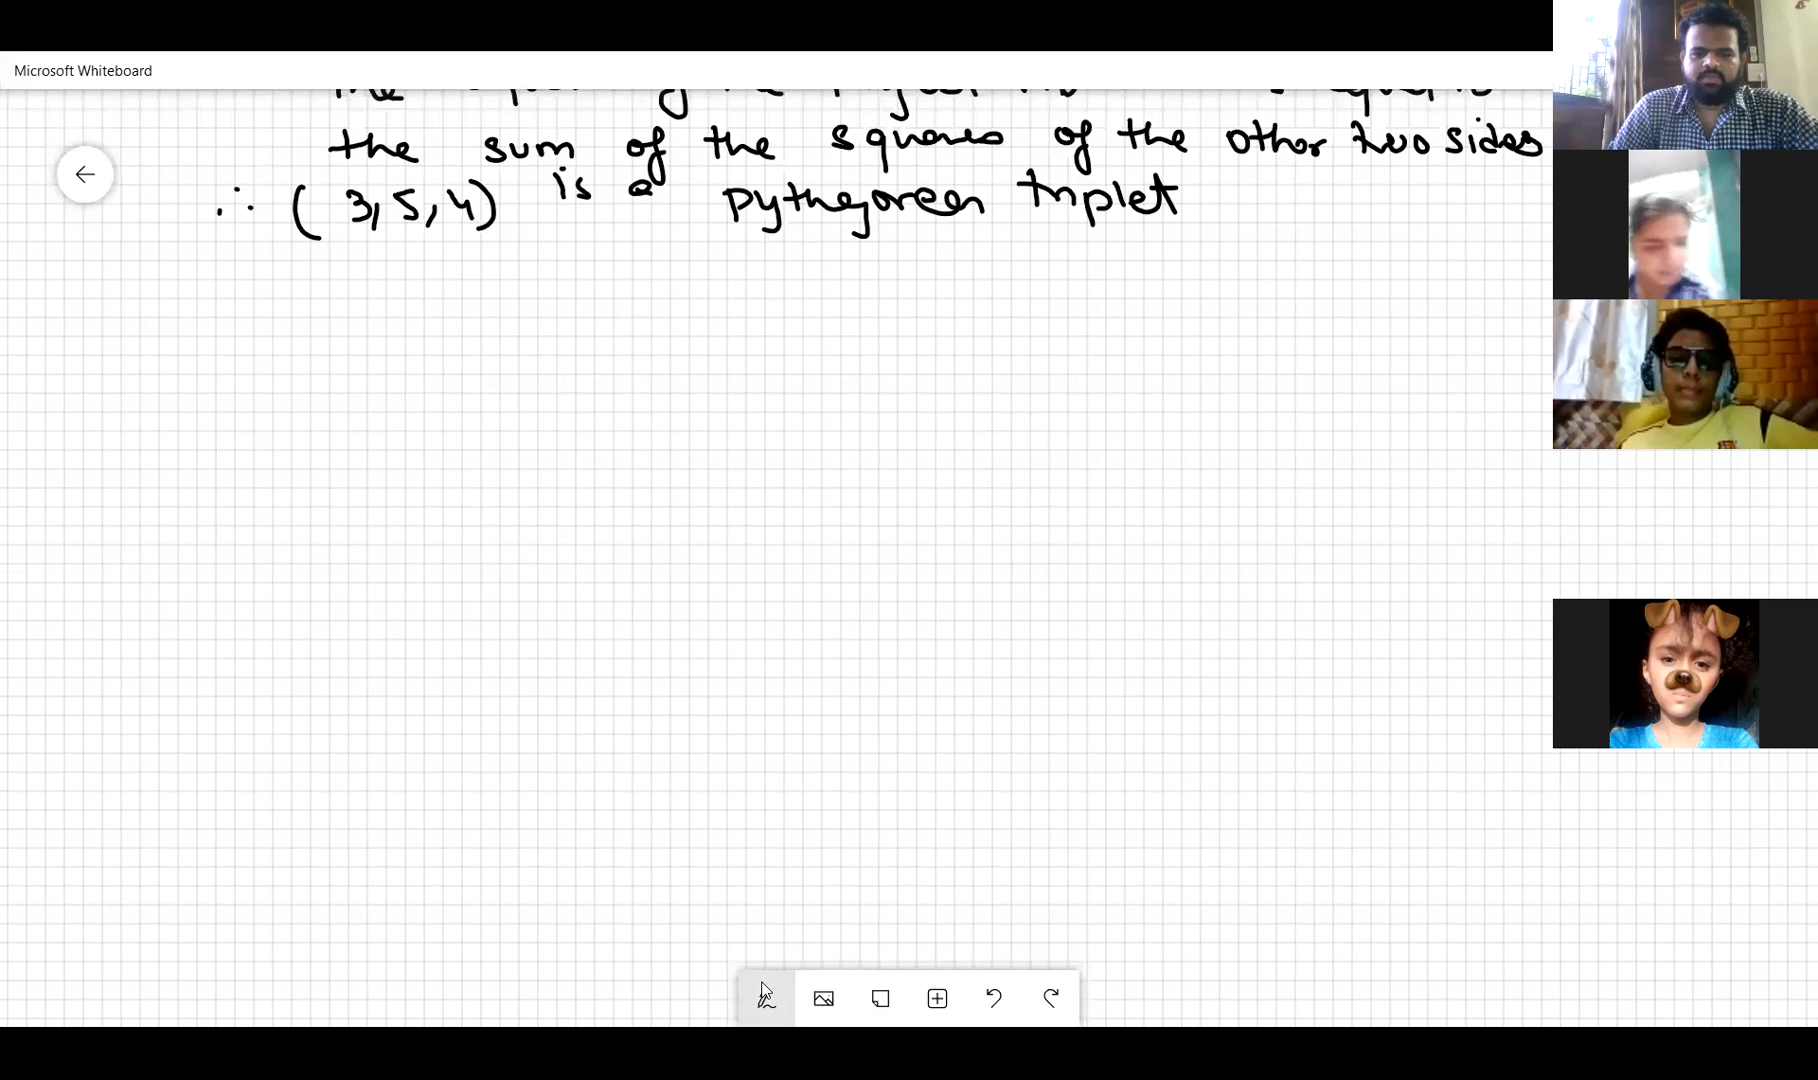 Microsoft Whiteboard
the sum of the squares of the other two sides
∴ (3,5,4) is a pythagorean triplet